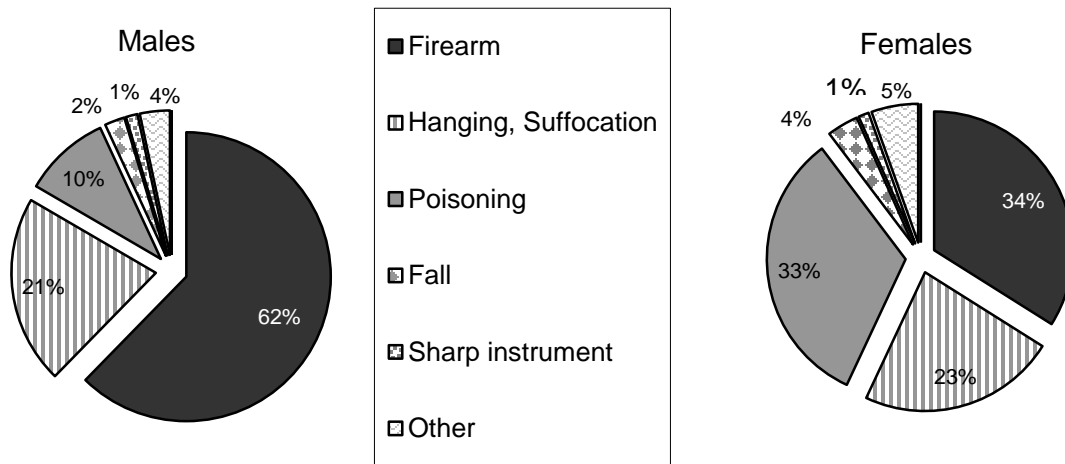 Males
1%
4%
2%
10%
21%
62%
Firearm
Hanging, Suffocation
Poisoning
Fall
Sharp instrument
Other
Females
1%
5%
4%
34%
33%
23%